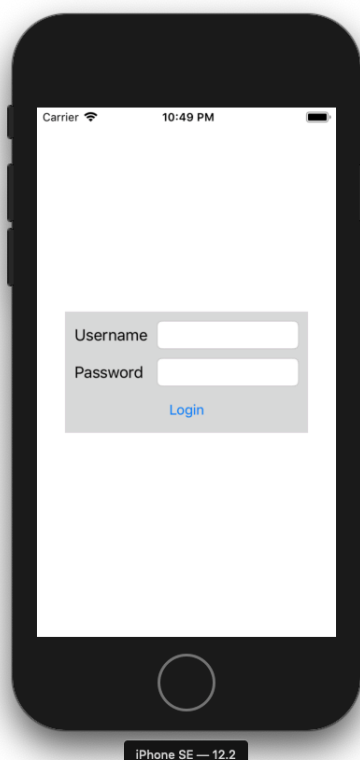 Carrier 10:49 PM
Username
Password
Login
iPhone SE — 12.2